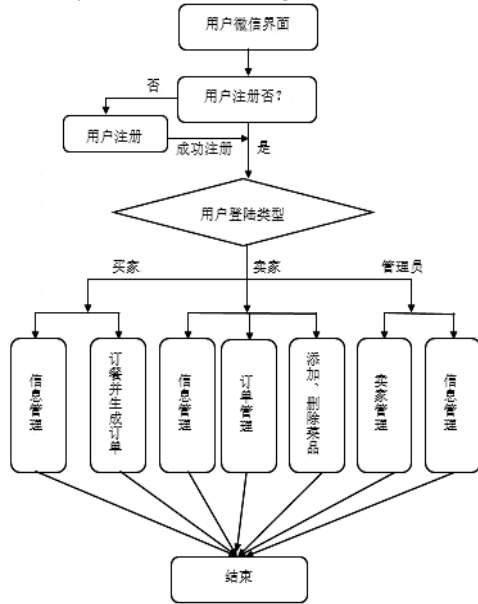 用户微信界面
否
用户注册否？
用户注册
成功注册
是
用户登陆类型
买家
卖家
管理员
信息管理
订餐并生成订单
信息管理
订单管理
添加、删除菜品
卖家管理
信息管理
结束